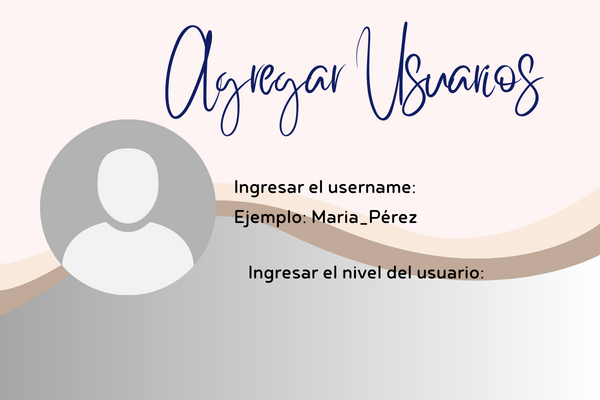 Agregar Usuarios
Ingresar el username:
Ejemplo: Maria_Pérez
Ingresar el nivel del usuario: